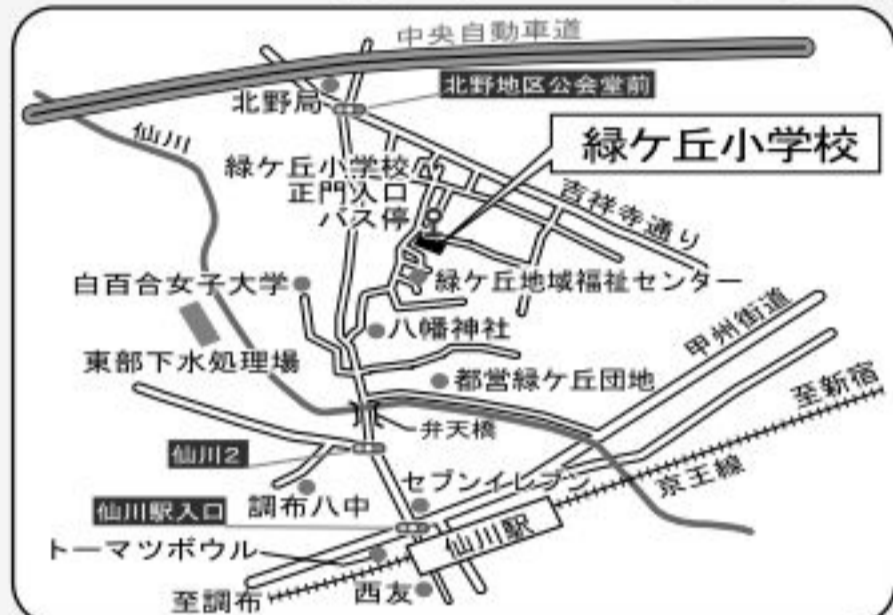 中央自動車道
北野地区公会堂前
北野局
仙川
緑ケ丘小学校
緑ケ丘小学校
正門入口
バス停
吉祥寺通り
緑ケ丘地域福祉センター
白百合女子大学
八幡神社
甲州街道
東部下水処理場
都営緑ケ丘団地
至新宿
弁天橋
仙川2
京王線
セブンイレブン
調布八中
仙川駅入口
仙川駅
トーマツボウル
西友
至調布